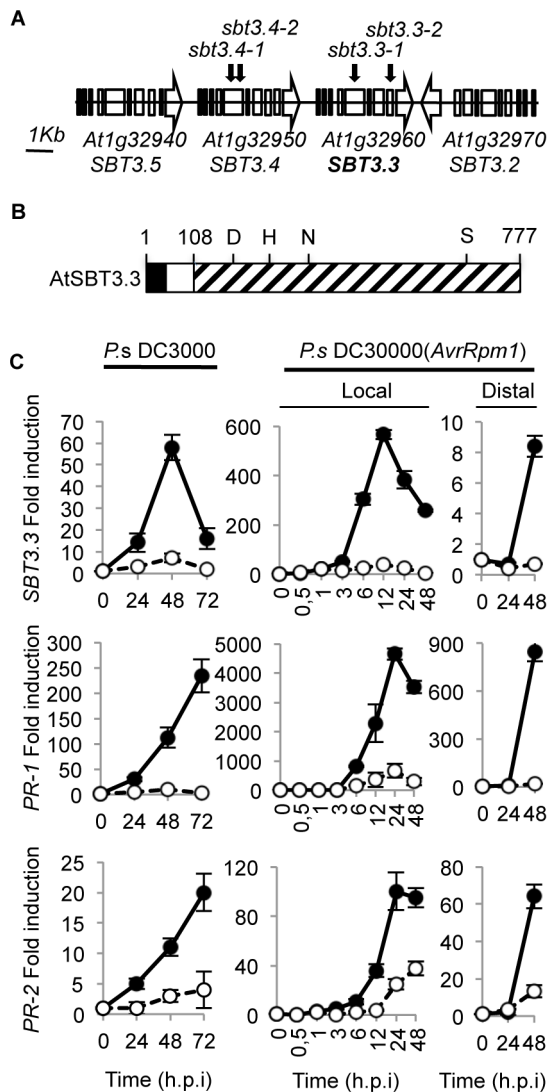 A
sbt3.4-2 sbt3.3-2
sbt3.4-1 sbt3.3-1
1Kb
At1g32940 At1g32950 At1g32960 At1g32970
SBT3.5 SBT3.4 SBT3.3 SBT3.2
B
1 108 D H N S 777
AtSBT3.3
C
P.s DC3000 P.s DC30000(AvrRpm1)
Local Distal
SBT3.3 Fold induction
70
60
50
40
30
20
10
0
0 24 48 72
600
400
200
0
0 0,5 1 3 6 12 24 48
10
8
6
4
2
0
0 24 48
PR-1 Fold induction
300
250
200
150
100
50
0
0 24 48 72
5000
4000
3000
2000
1000
0
0 0,5 1 3 6 12 24 48
900
600
300
0
0 24 48
PR-2 Fold induction
25
20
15
10
5
0
0 24 48 72
120
80
40
0
0 0,5 1 3 6 12 24 48
80
60
40
20
0
0 24 48
Time (h.p.i) Time (h.p.i) Time (h.p.i)